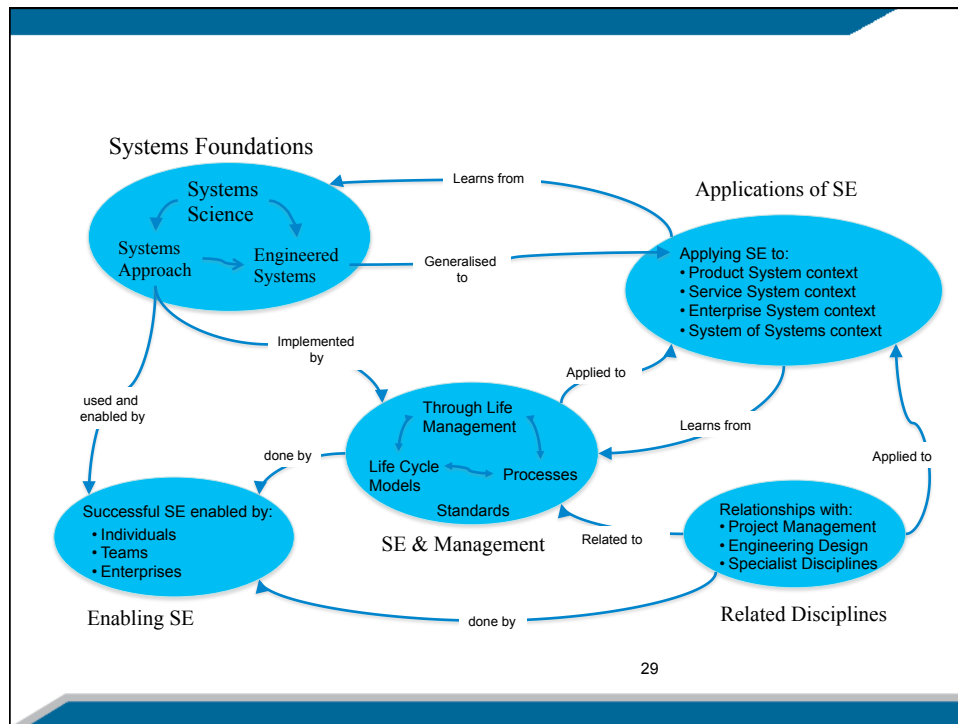 Systems Foundations
Systems
Science
Systems
Approach
Engineered
Systems
Learns from
Generalised
to
Applications of SE
Applying SE to:
• Product System context
• Service System context
• Enterprise System context
• System of Systems context
Implemented
by
used and
enabled by
Applied to
Learns from
Applied to
Through Life
Management
Life Cycle
Models
Processes
Standards
SE & Management
done by
Successful SE enabled by:
• Individuals
• Teams
• Enterprises
Enabling SE
Related to
Relationships with:
• Project Management
• Engineering Design
• Specialist Disciplines
Related Disciplines
done by
29